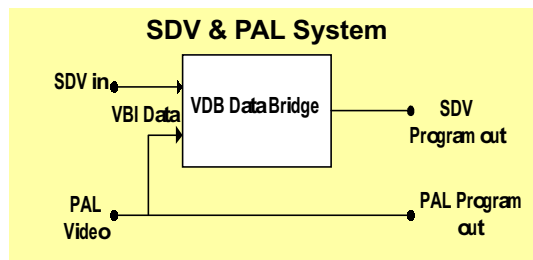 SDV & PAL System
SDV in
VBI Data
VDB DataBridge
SDV
Program out
PAL
Video
PAL Program
out